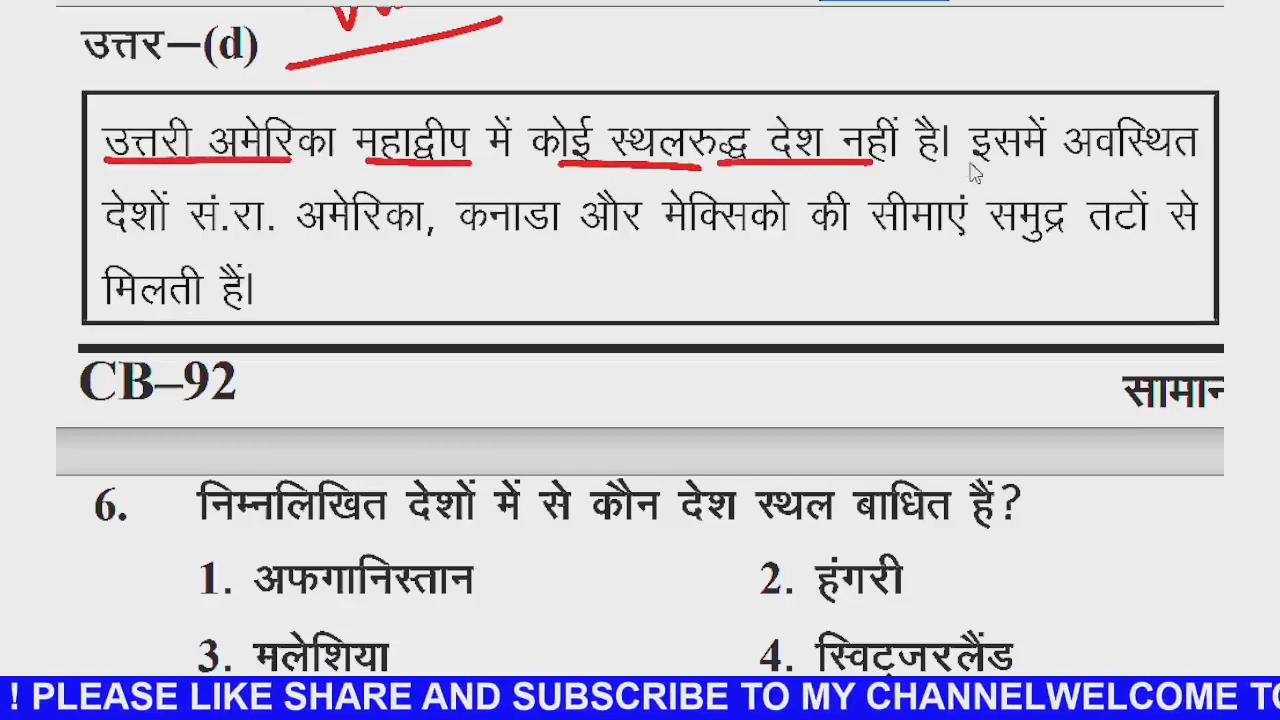 उत्तर–(d)
उत्तरी अमेरिका महाद्वीप में कोई स्थलरुद्ध देश नहीं है। इसमें अवस्थित
देशों सं.रा. अमेरिका, कनाडा और मेक्सिको की सीमाएं समुद्र तटों से
मिलती हैं।
CB–92
6. निम्नलिखित देशों में से कौन देश स्थल बाधित हैं?
1. अफगानिस्तान 2. हंगरी
3. मलेशिया 4. स्विट्जरलैंड
! PLEASE LIKE SHARE AND SUBSCRIBE TO MY CHANNELWELCOME TO